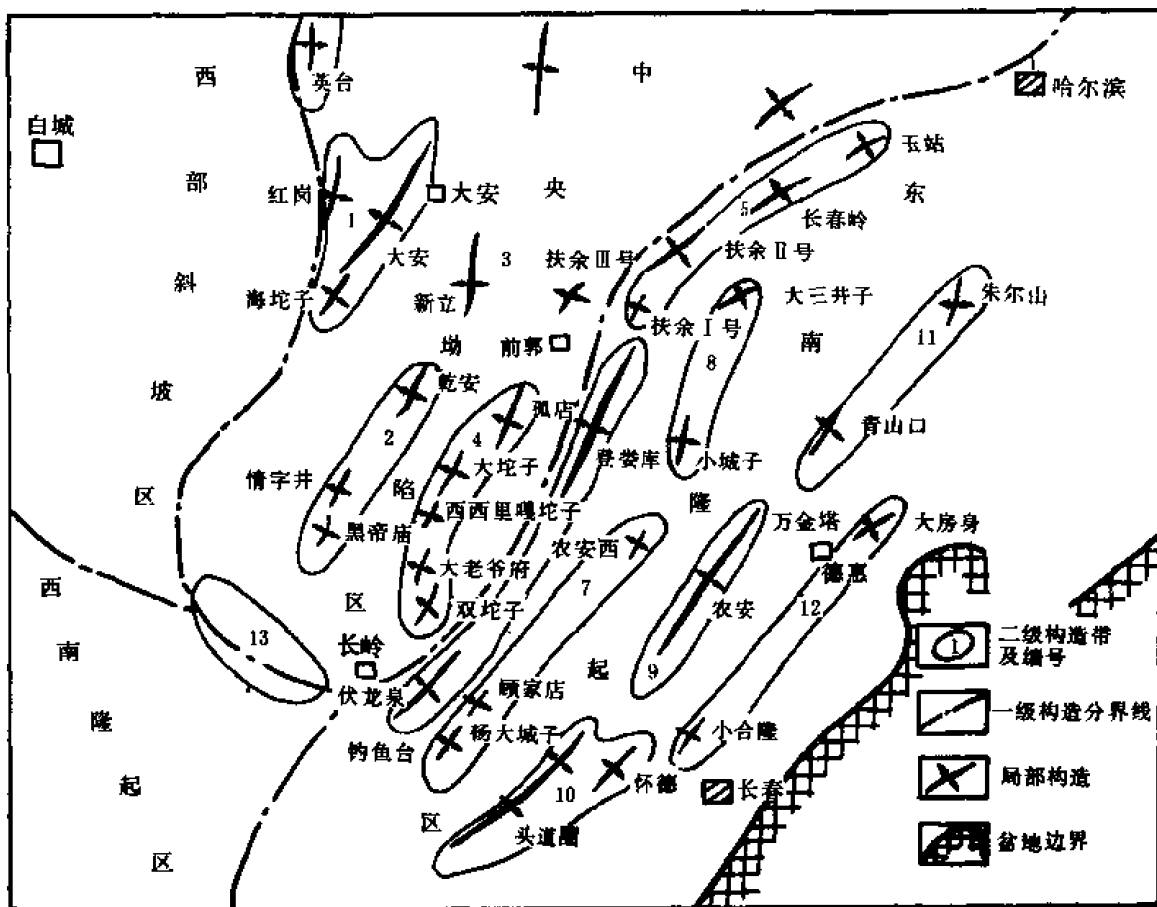 英台
中
哈尔滨
西
白城
玉站
部
红岗
1
大安
央
东
5
长春岭
大安
3
扶余Ⅲ号
扶余Ⅱ号
斜
海坨子
新立
大三井子
朱尔山
扶余Ⅰ号
南
坳
前郭
8
11
坡
乾安
孤店
2
4
登娄库
小城子
青山口
大坨子
情字井
区
陷
隆
西西里嘎坨子
万金塔
大房身
黑帝庙
农安西
大老爷府
德惠
西
区
7
农安
12
双坨子
13
1
二级构造带
及编号
南
长岭
起
9
伏龙泉
顾家店
一级构造分界线
隆
钓鱼台
杨大城子
小合隆
怀德
长春
局部构造
起
10
区
头道
盆地边界
区